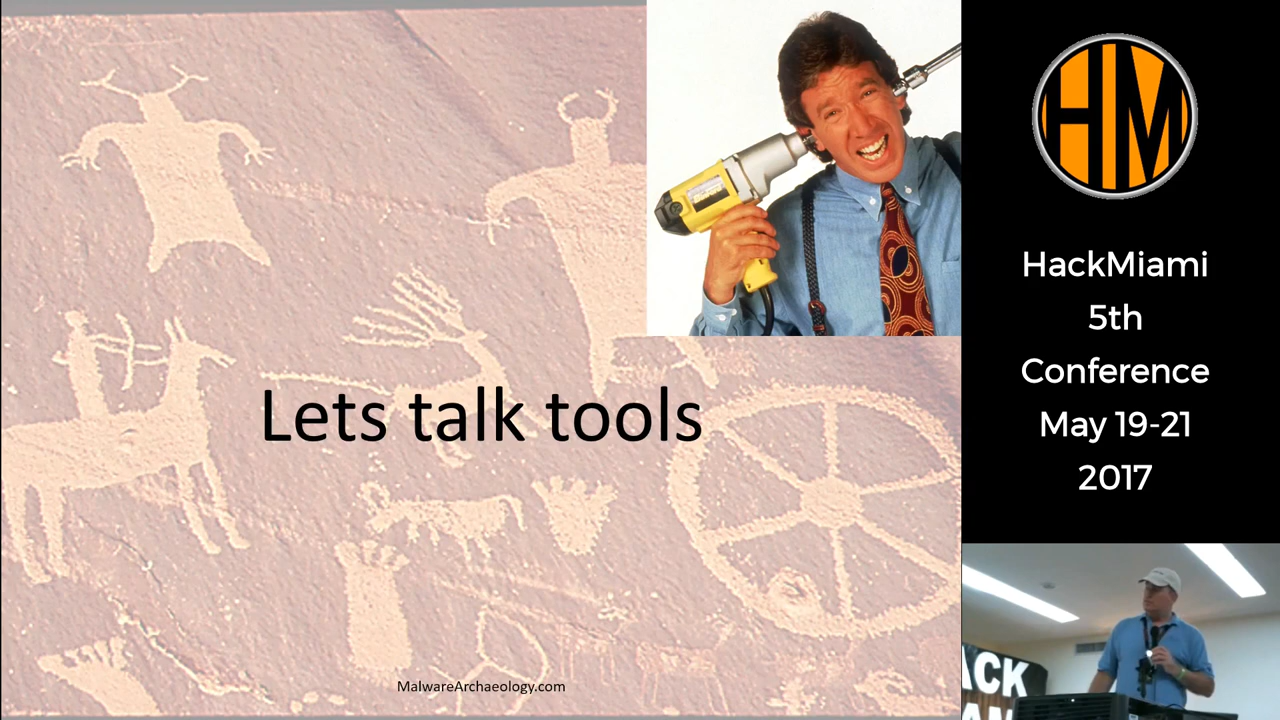 Lets talk tools
MalwareArchaeology.com
HM
HackMiami
5th
Conference
May 19-21
2017
ACK